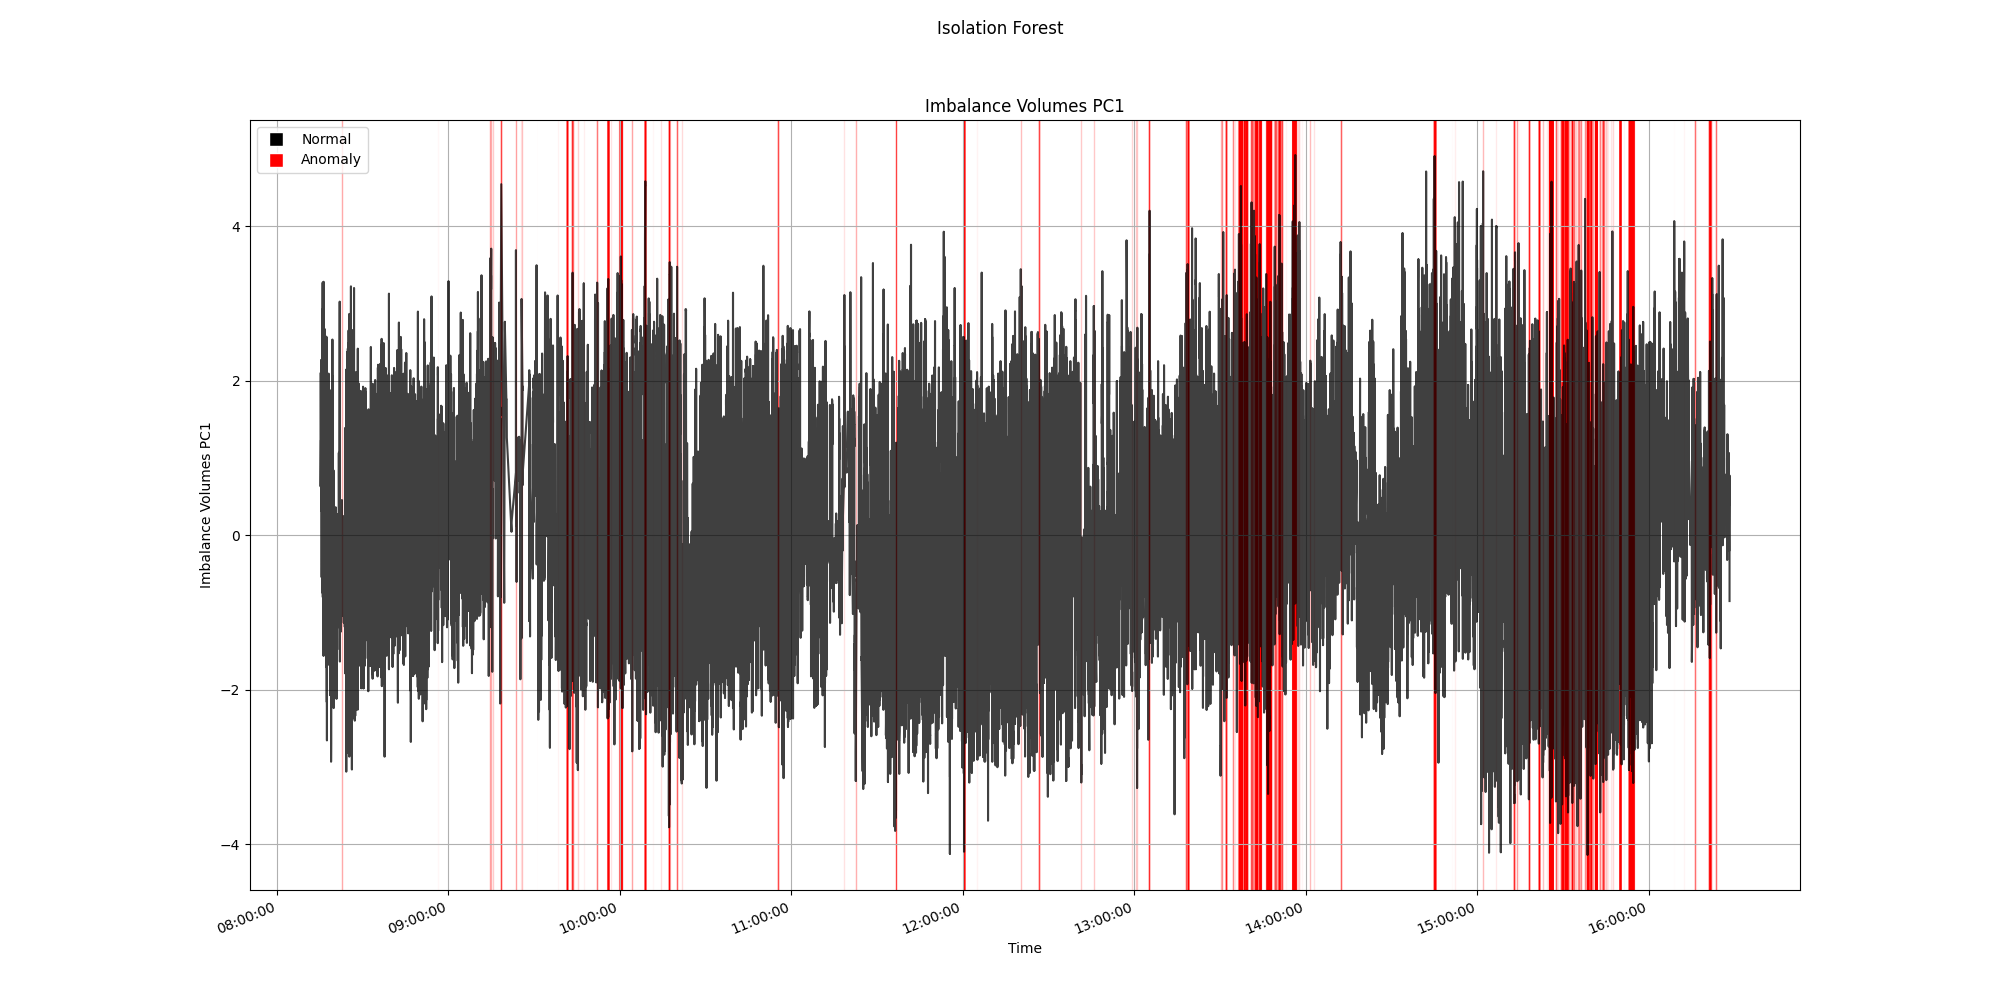 Isolation Forest
Imbalance Volumes PC1
Normal
Anomaly
Imbalance Volumes PC1
4
2
0
−2
−4
08:00:00
09:00:00
10:00:00
11:00:00
12:00:00
13:00:00
14:00:00
15:00:00
16:00:00
Time